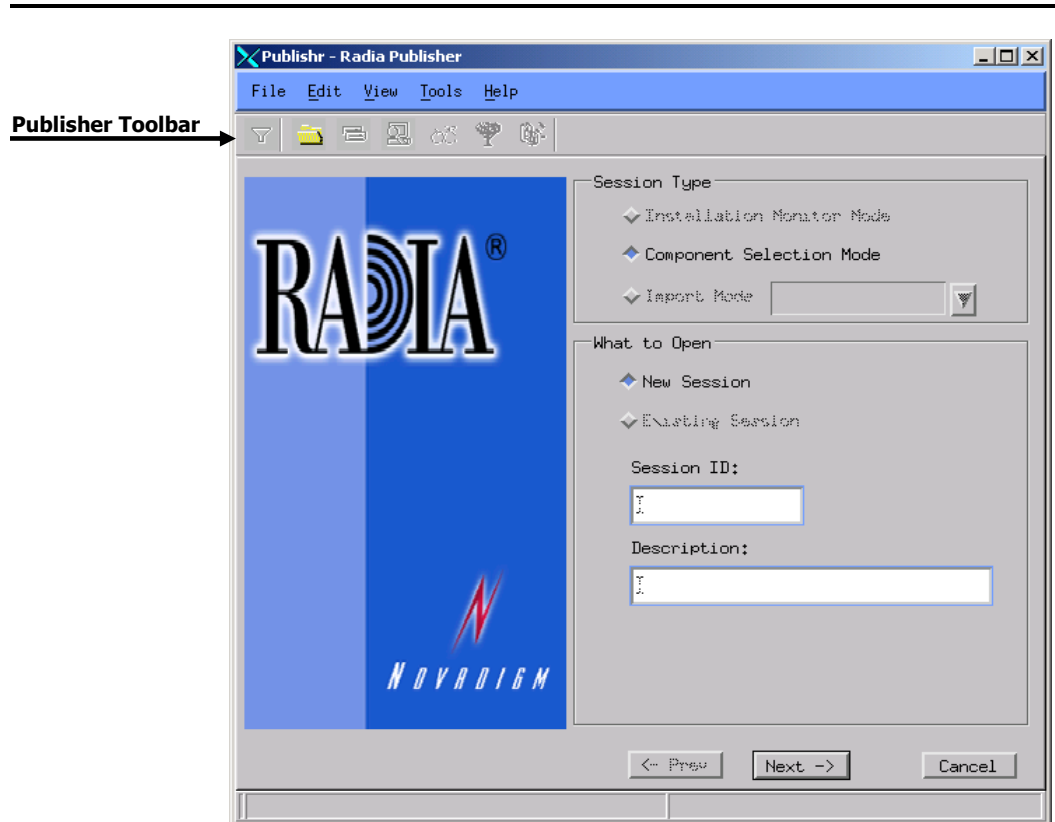 Publishr - Radia Publisher
File Edit View Tools Help
Publisher Toolbar
Session Type
Installation Monitor Mode
Component Selection Mode
Import Mode
What to Open
New Session
Existing Session
Session ID:
Description:
RADIA®
NOVADIGM
<- Prev Next -> Cancel